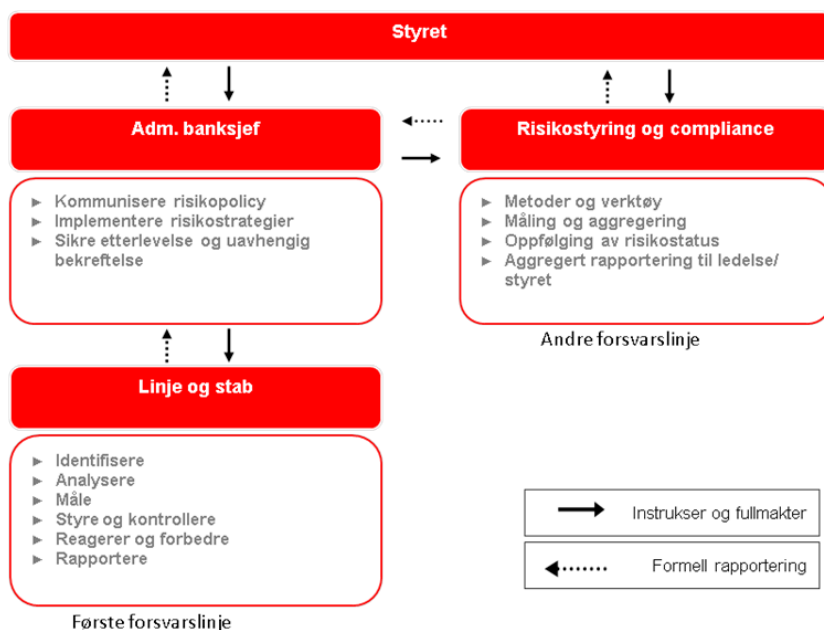 Styret
Adm. banksjef
► Kommunisere risikopolicy
► Implementere risikostrategier
► Sikre etterlevelse og uavhengig
bekreftelse
Risikostyring og compliance
► Metoder og verktøy
► Måling og aggregering
► Oppfølging av risikostatus
► Aggregert rapportering til ledelse/
styret
Andre forsvarslinje
Linje og stab
► Identifisere
► Analysere
► Måle
► Styre og kontrollere
► Reagerer og forbedre
► Rapportere
Første forsvarslinje
Instrukser og fullmakter
Formell rapportering